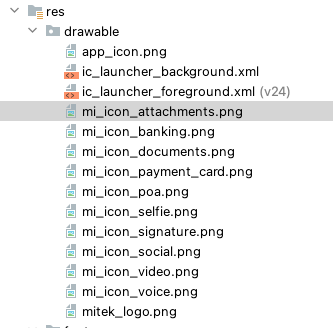 res
drawable
app_icon.png
ic_launcher_background.xml
ic_launcher_foreground.xml (v24)
mi_icon_attachments.png
mi_icon_banking.png
mi_icon_documents.png
mi_icon_payment_card.png
mi_icon_poa.png
mi_icon_selfie.png
mi_icon_signature.png
mi_icon_social.png
mi_icon_video.png
mi_icon_voice.png
mitek_logo.png